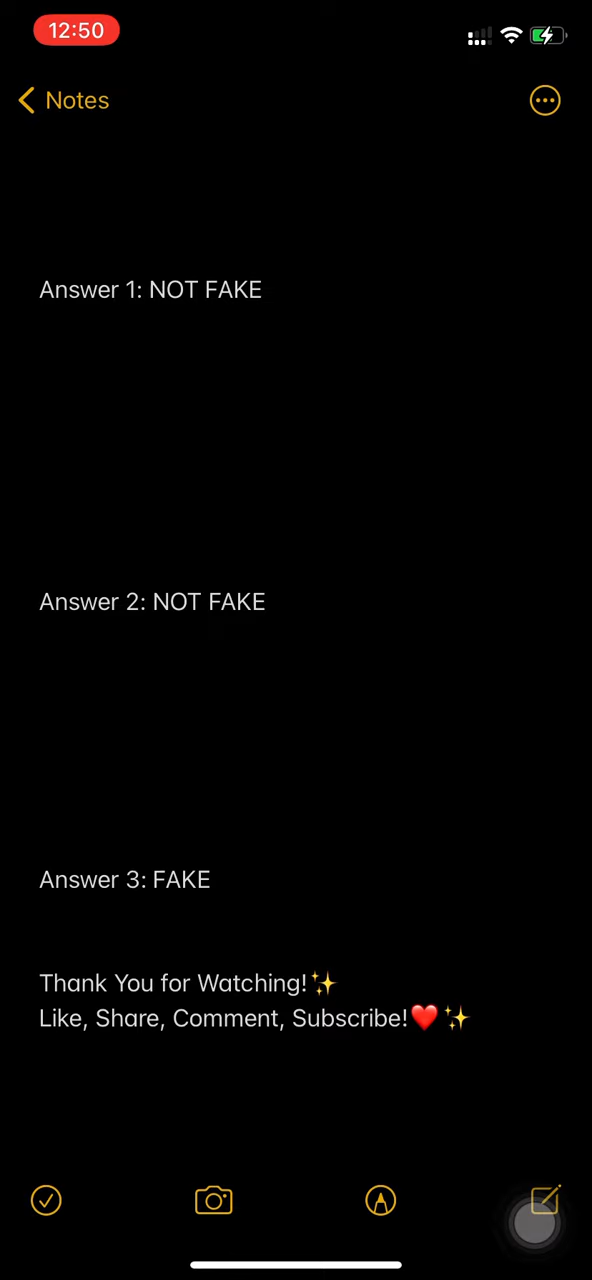 12:50
Notes
Answer 1: NOT FAKE
Answer 2: NOT FAKE
Answer 3: FAKE
Thank You for Watching!✨
Like, Share, Comment, Subscribe!❤️✨